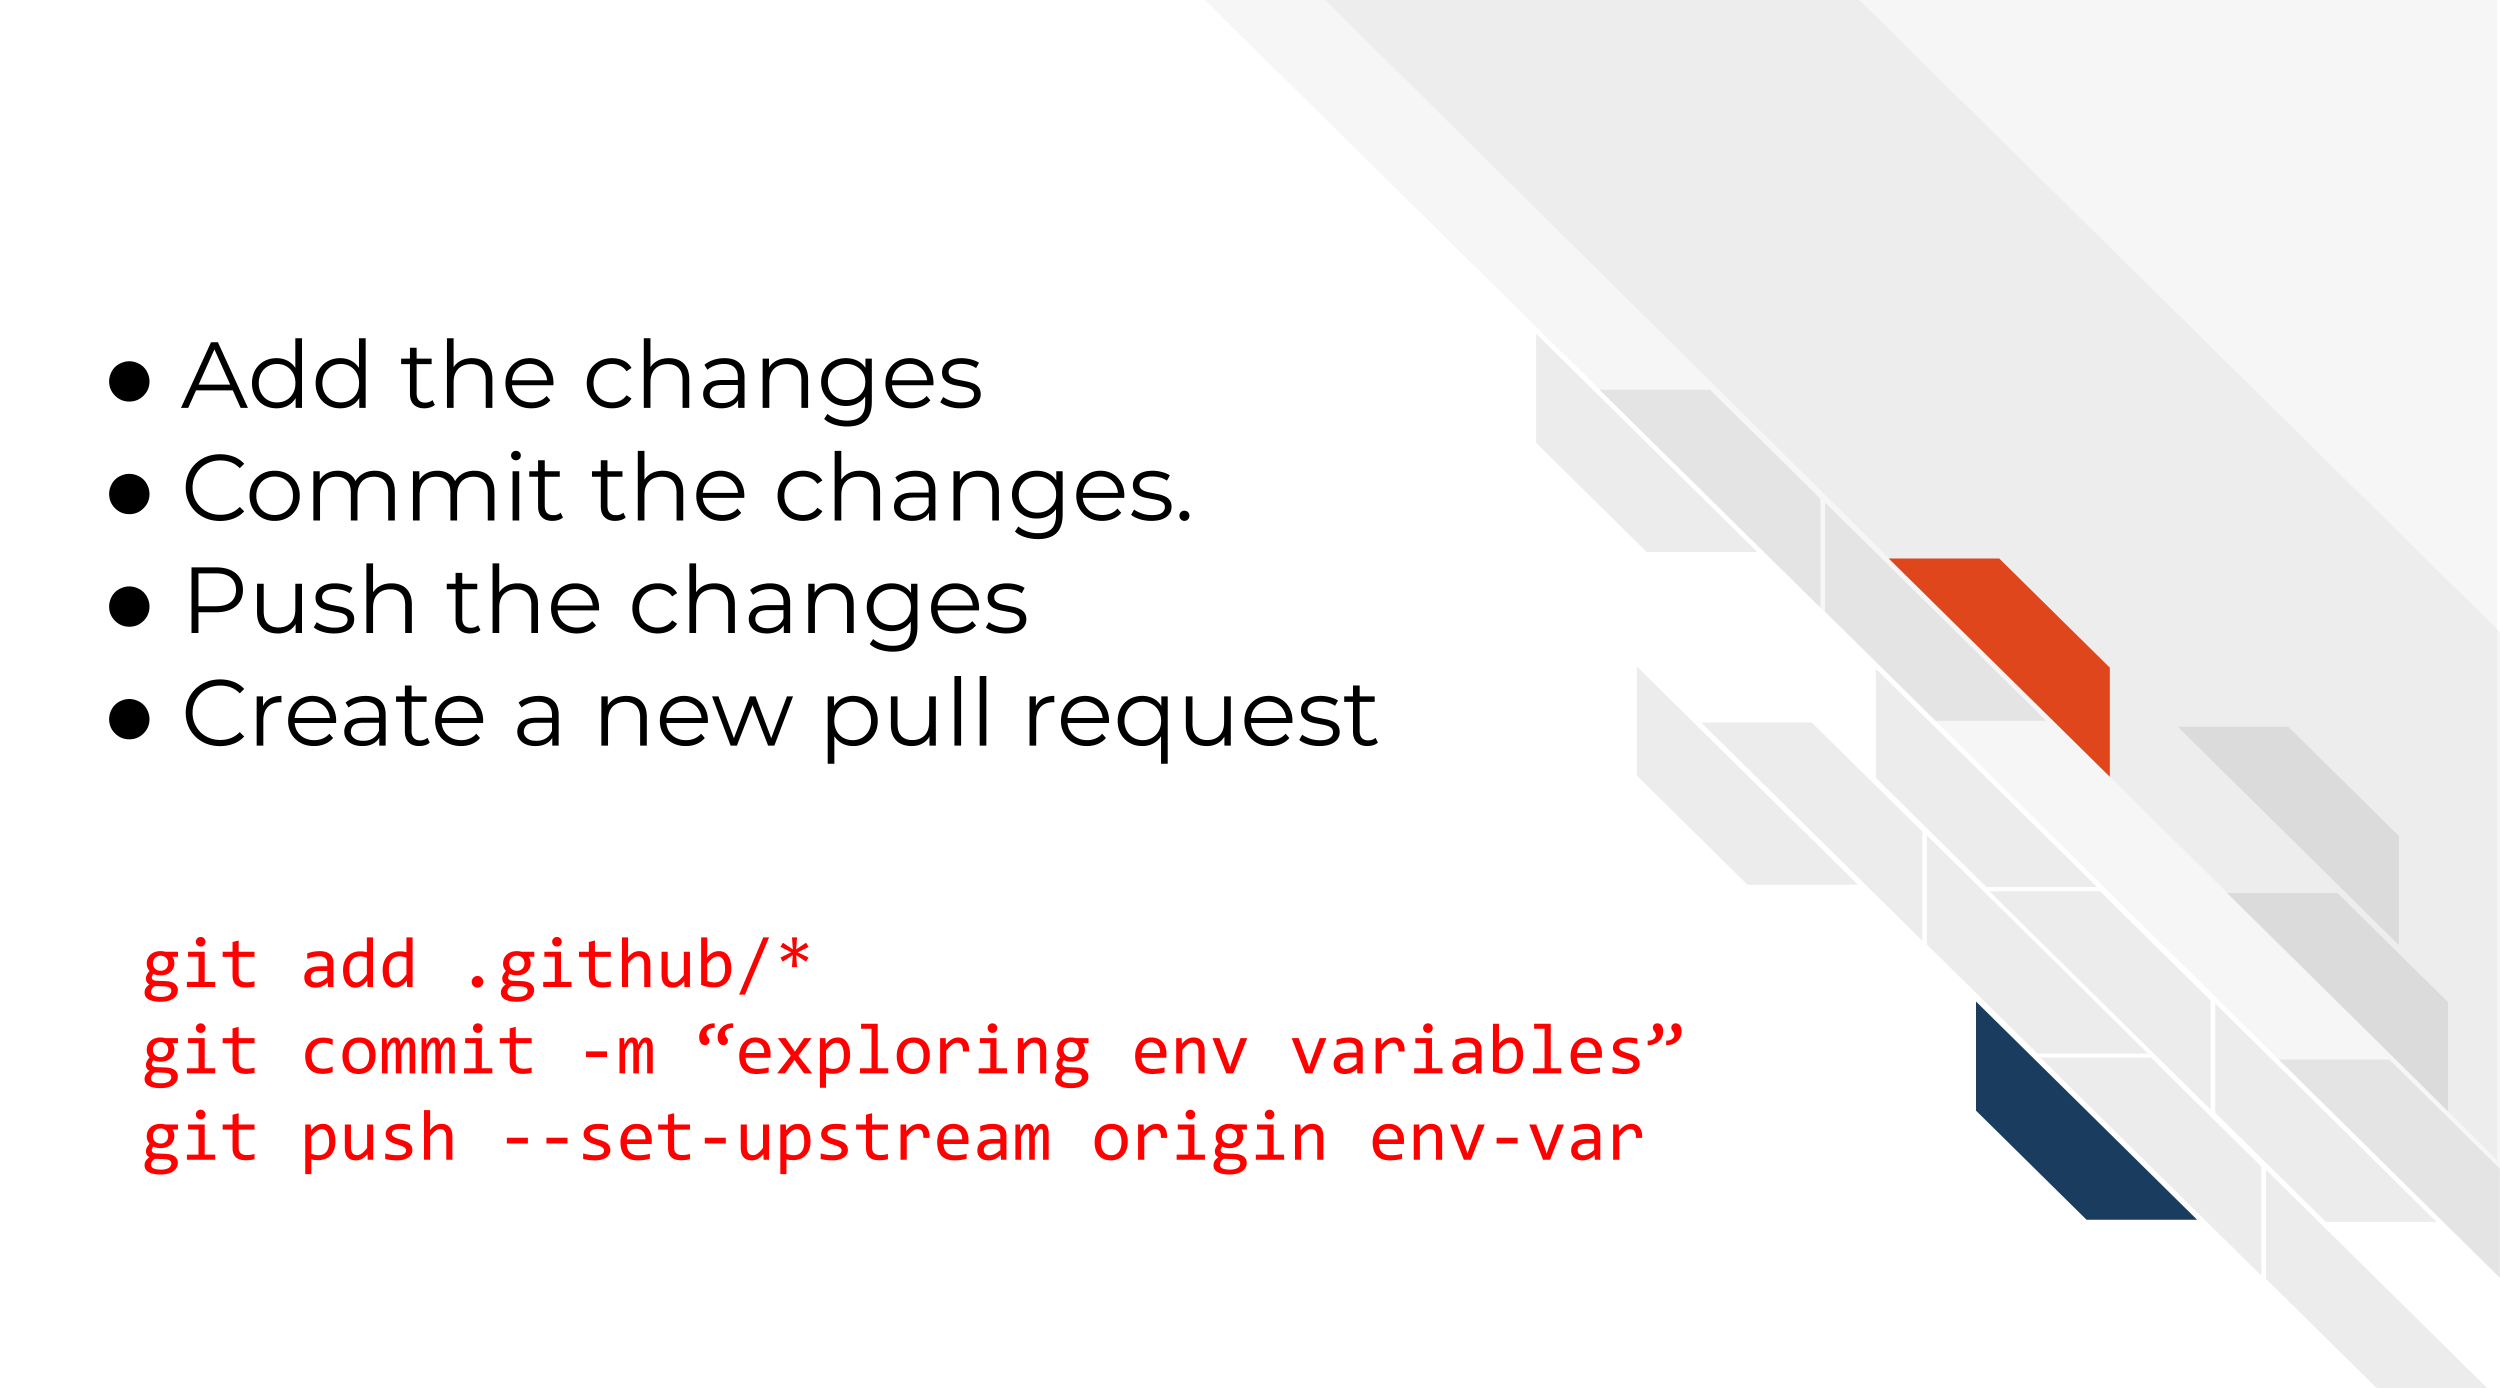 ● Add the changes
● Commit the changes.
● Push the changes
● Create a new pull request
git add .github/*
git commit -m “exploring env variables”
git push --set-upstream origin env-var